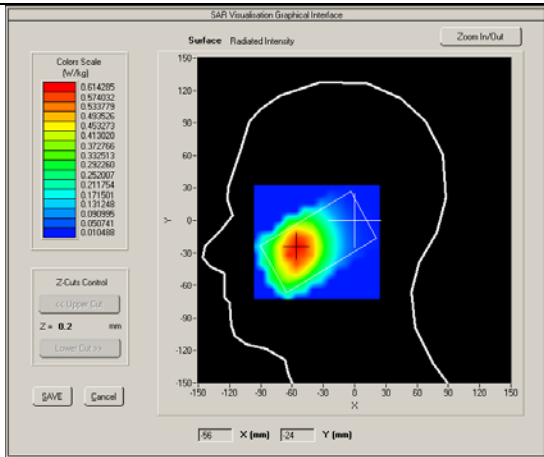 SAR Visualisation Graphical Interface
Surface Radiated Intensity
Zoom In/Out
Colors Scale
(W/kg)
0.614285
0.574032
0.533779
0.493526
0.453273
0.413020
0.372766
0.332513
0.292260
0.252007
0.211754
0.171501
0.131248
0.090995
0.050741
0.010488
Z-Cuts Control
<< Upper Cut
Z = 0.2 mm
Lower Cut >>
SAVE Cancel
150
120
90
60
30
Y 0
-30
-60
-90
-120
-150
-150 -120 -90 -60 -30 0 30 60 90 120 150
X
-56 X (mm) -24 Y (mm)